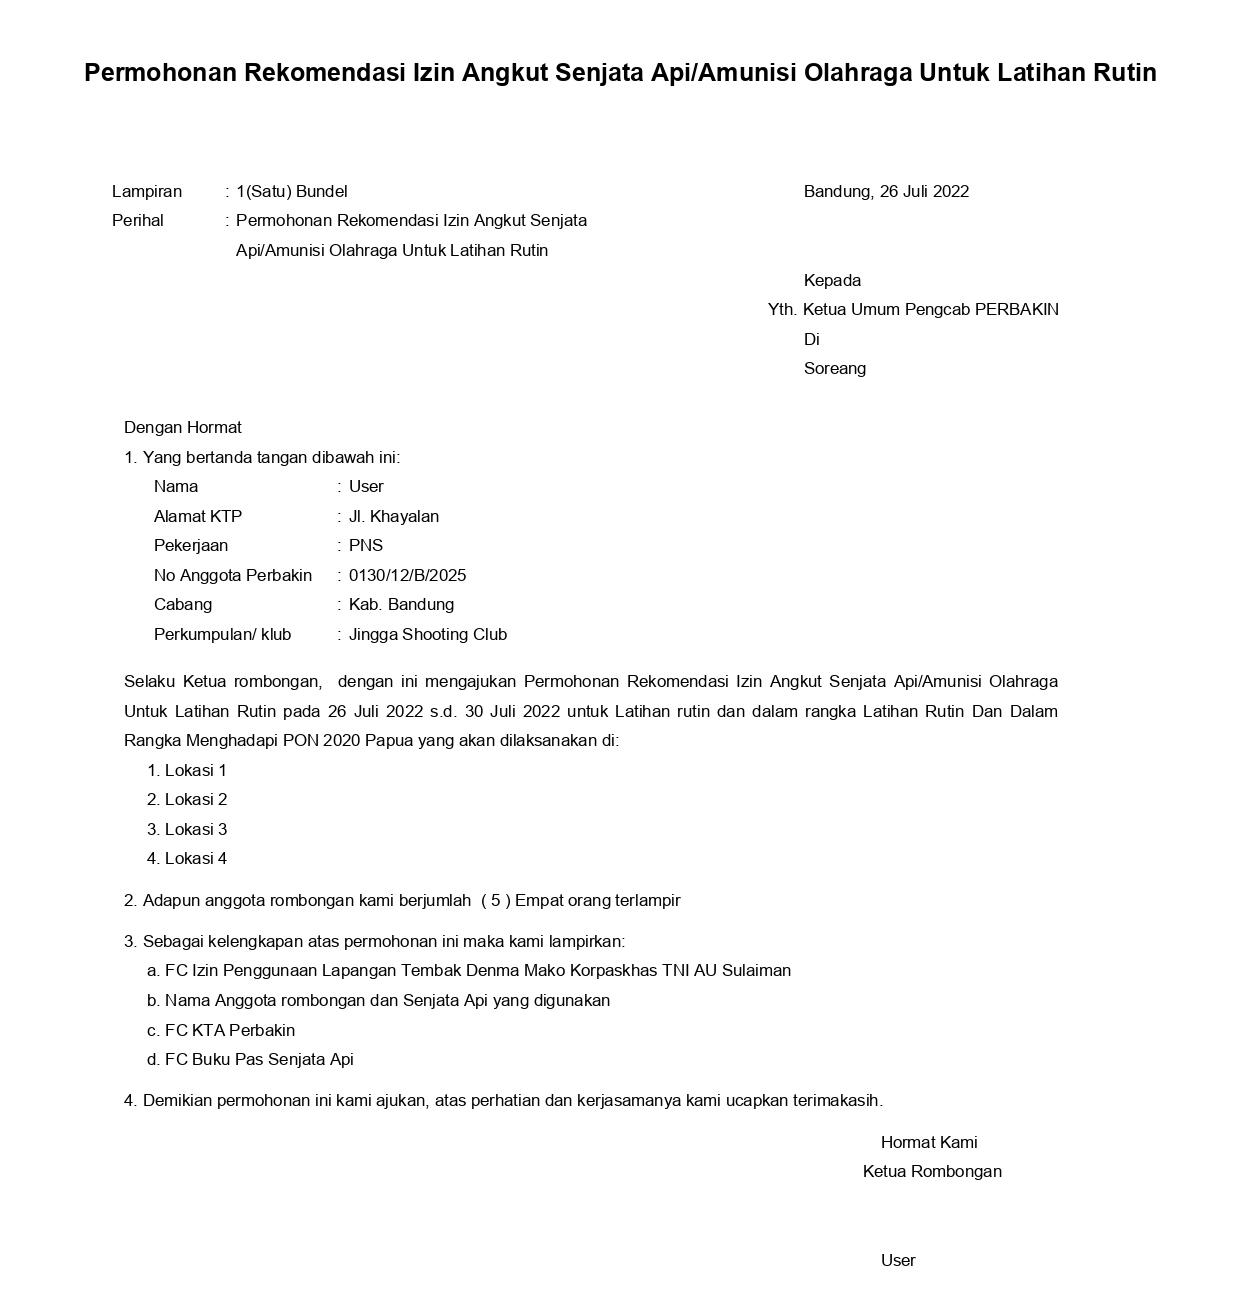 Permohonan Rekomendasi Izin Angkut Senjata Api/Amunisi Olahraga Untuk Latihan Rutin
Lampiran : 1(Satu) Bundel Bandung, 26 Juli 2022
Perihal : Permohonan Rekomendasi Izin Angkut Senjata
Api/Amunisi Olahraga Untuk Latihan Rutin
Kepada
Yth. Ketua Umum Pengcab PERBAKIN
Di
Soreang
Dengan Hormat
1. Yang bertanda tangan dibawah ini:
Nama : User
Alamat KTP : Jl. Khayalan
Pekerjaan : PNS
No Anggota Perbakin : 0130/12/B/2025
Cabang : Kab. Bandung
Perkumpulan/ klub : Jingga Shooting Club
Selaku Ketua rombongan, dengan ini mengajukan Permohonan Rekomendasi Izin Angkut Senjata Api/Amunisi Olahraga
Untuk Latihan Rutin pada 26 Juli 2022 s.d. 30 Juli 2022 untuk Latihan rutin dan dalam rangka Latihan Rutin Dan Dalam
Rangka Menghadapi PON 2020 Papua yang akan dilaksanakan di:
1. Lokasi 1
2. Lokasi 2
3. Lokasi 3
4. Lokasi 4
2. Adapun anggota rombongan kami berjumlah ( 5 ) Empat orang terlampir
3. Sebagai kelengkapan atas permohonan ini maka kami lampirkan:
a. FC Izin Penggunaan Lapangan Tembak Denma Mako Korpaskhas TNI AU Sulaiman
b. Nama Anggota rombongan dan Senjata Api yang digunakan
c. FC KTA Perbakin
d. FC Buku Pas Senjata Api
4. Demikian permohonan ini kami ajukan, atas perhatian dan kerjasamanya kami ucapkan terimakasih.
Hormat Kami
Ketua Rombongan
User